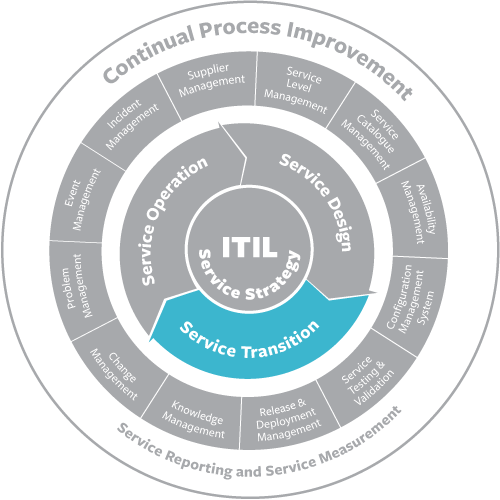 Continual Process Improvement
Supplier
Management
Service
Level
Management
Service
Catalogue
Management
Availability
Management
Configuration
Management
System
Service
Testing &
Validation
Release &
Deployment
Management
Knowledge
Management
Change
Management
Problem
Management
Event
Management
Incident
Management
Service Operation
Service Design
Service Transition
ITIL
Service Strategy
Service Reporting and Service Measurement